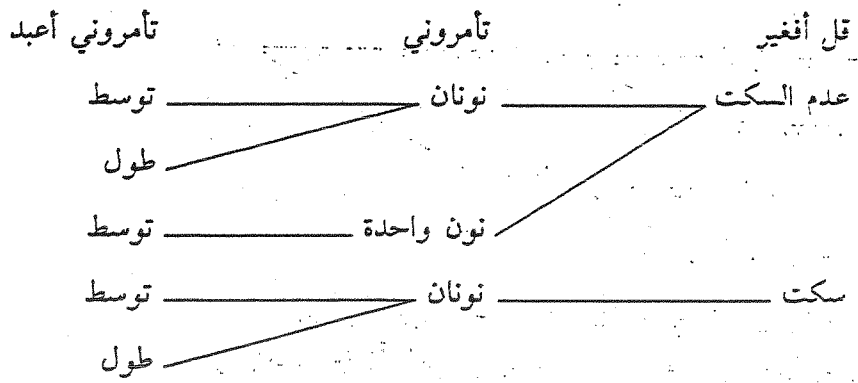 قل أفغير تأمروني تأمروني أعبد
عدم السكت نونان توسط
طول
نون واحدة توسط
سكت نونان توسط
طول